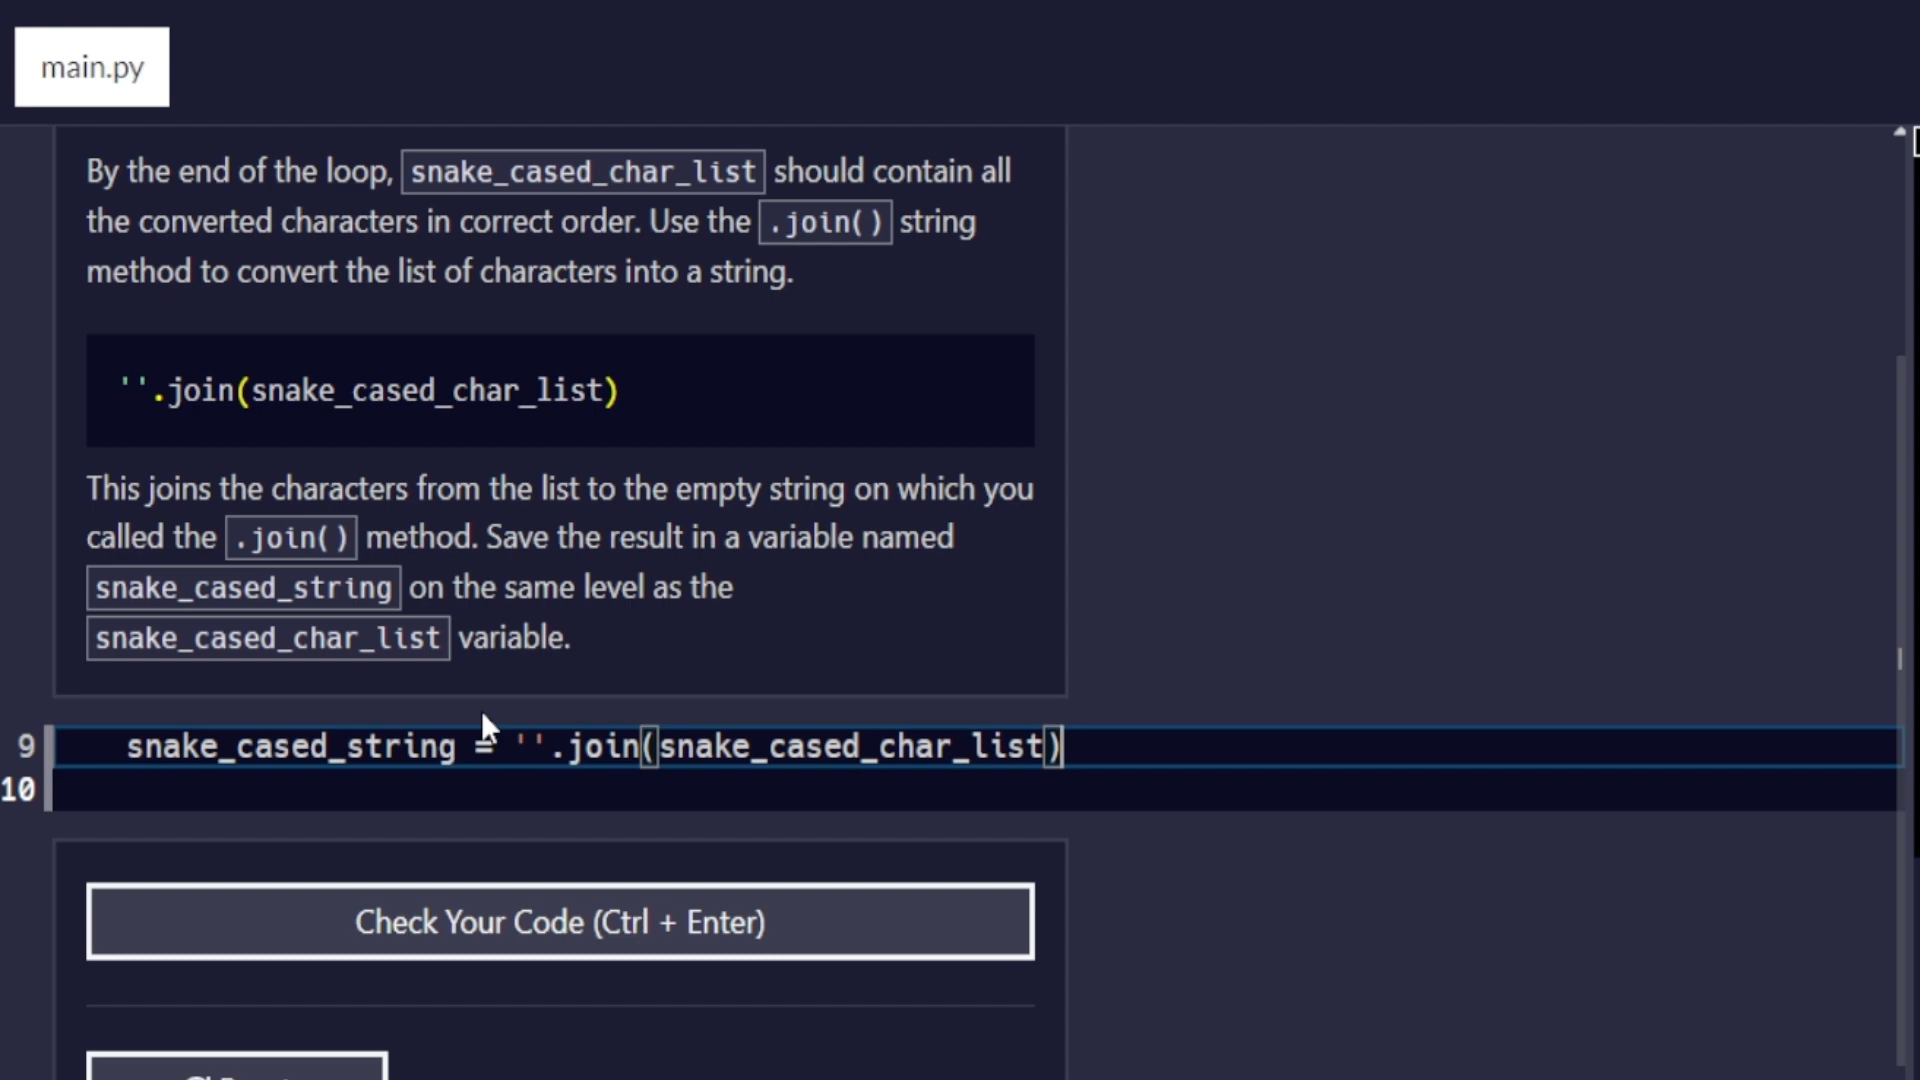 main.py
By the end of the loop, snake_cased_char_list should contain all
the converted characters in correct order. Use the .join() string
method to convert the list of characters into a string.
''.join(snake_cased_char_list)
This joins the characters from the list to the empty string on which you
called the .join() method. Save the result in a variable named
snake_cased_string on the same level as the
snake_cased_char_list variable.
9 snake_cased_string = ''.join(snake_cased_char_list)
10
Check Your Code (Ctrl + Enter)